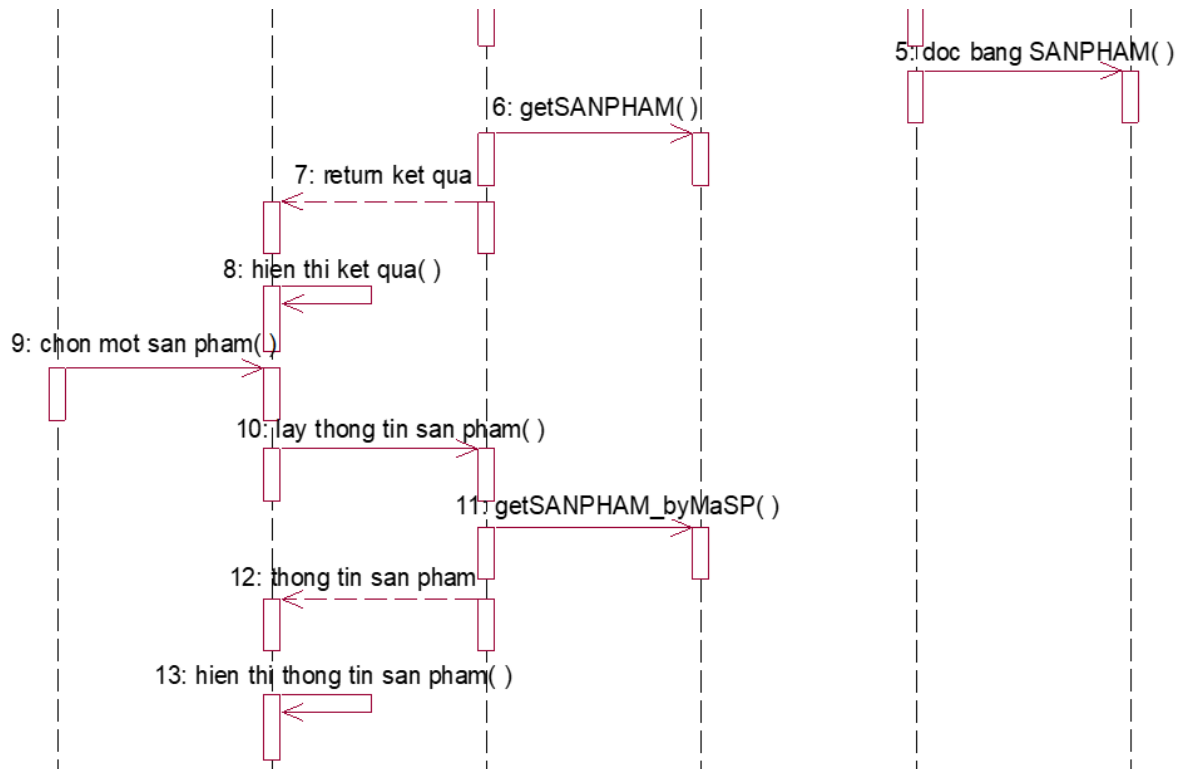 5: doc bang SANPHAM( )
6: getSANPHAM( )
7: return ket qua
8: hien thi ket qua( )
9: chon mot san pham( )
10: lay thong tin san pham( )
11: getSANPHAM_byMaSP( )
12: thong tin san pham
13: hien thi thong tin san pham( )